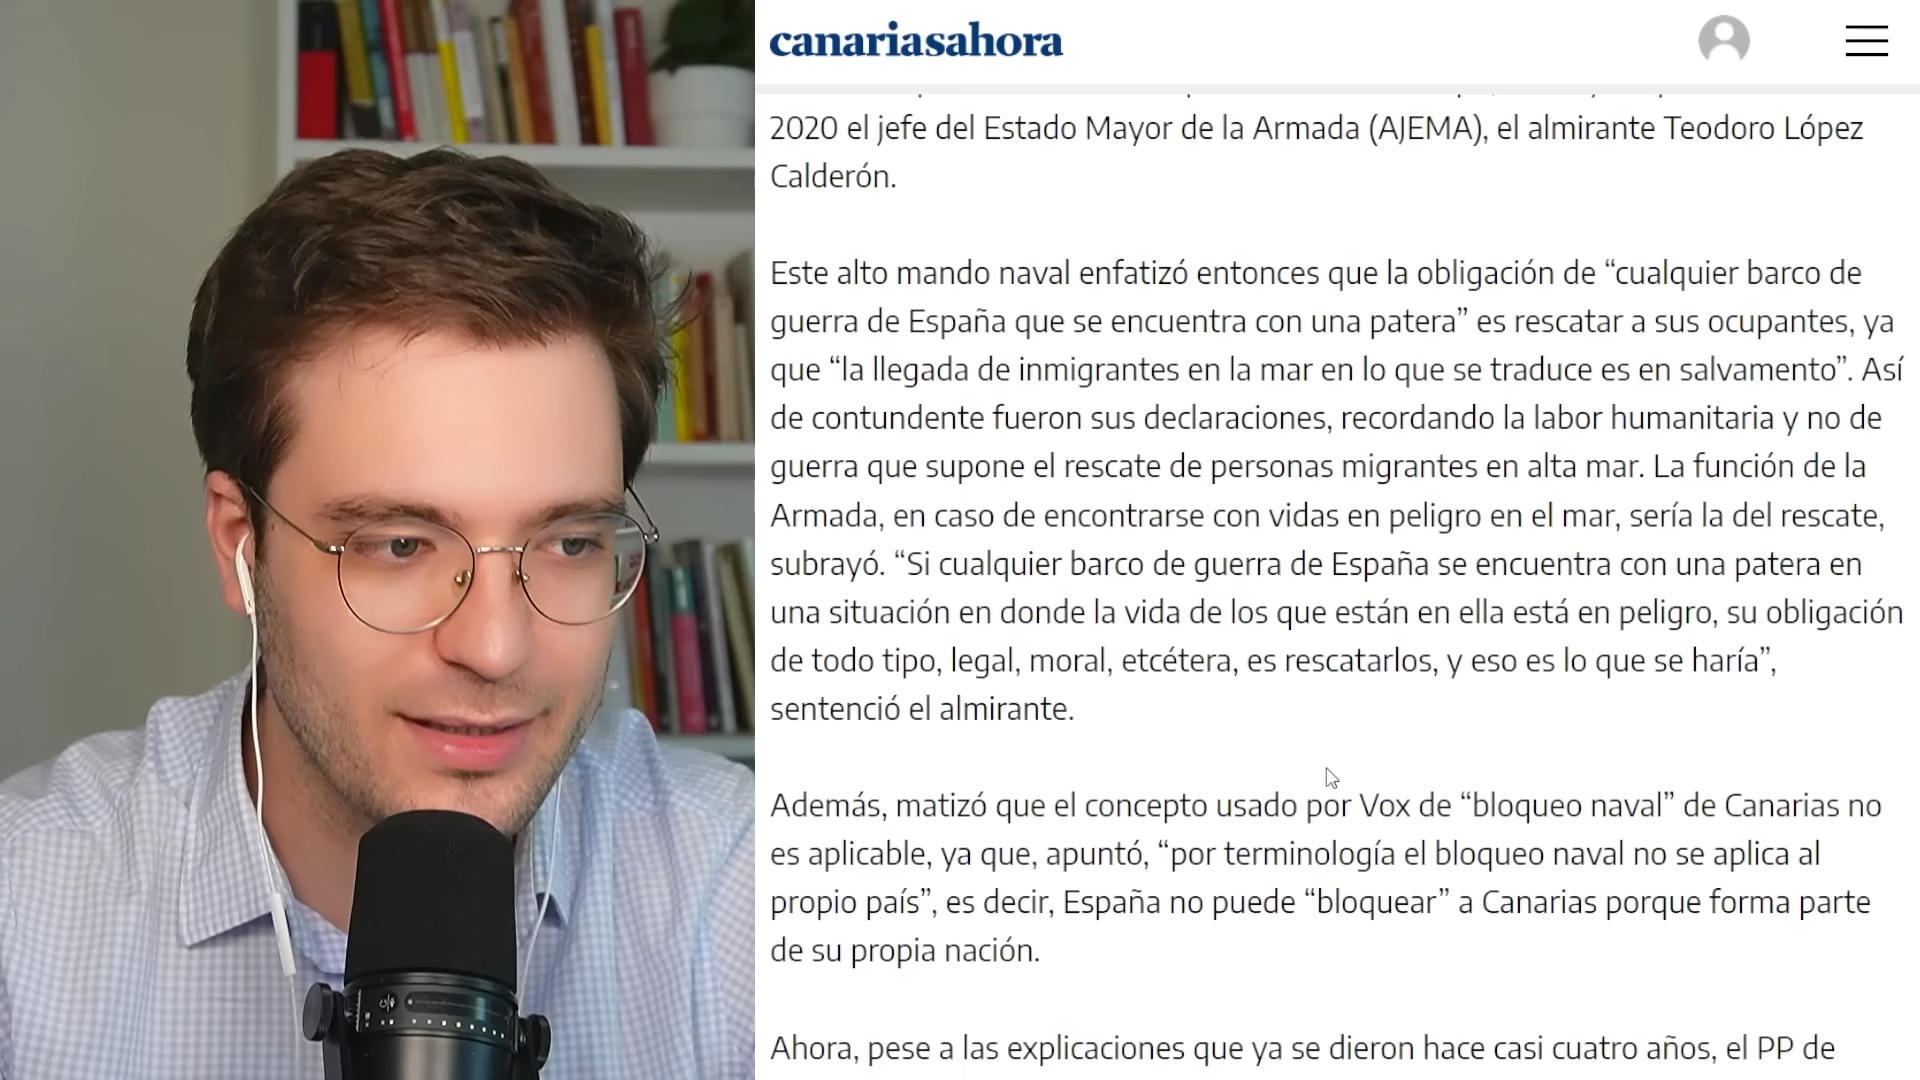 canariasahora
2020 el jefe del Estado Mayor de la Armada (AJEMA), el almirante Teodoro López
Calderón.
Este alto mando naval enfatizó entonces que la obligación de “cualquier barco de
guerra de España que se encuentra con una patera” es rescatar a sus ocupantes, ya
que “la llegada de inmigrantes en la mar en lo que se traduce es en salvamento”. Así
de contundente fueron sus declaraciones, recordando la labor humanitaria y no de
guerra que supone el rescate de personas migrantes en alta mar. La función de la
Armada, en caso de encontrarse con vidas en peligro en el mar, sería la del rescate,
subrayó. “Si cualquier barco de guerra de España se encuentra con una patera en
una situación en donde la vida de los que están en ella está en peligro, su obligación
de todo tipo, legal, moral, etcétera, es rescatarlos, y eso es lo que se haría”,
sentenció el almirante.
Además, matizó que el concepto usado por Vox de “bloqueo naval” de Canarias no
es aplicable, ya que, apuntó, “por terminología el bloqueo naval no se aplica al
propio país”, es decir, España no puede “bloquear” a Canarias porque forma parte
de su propia nación.
Ahora, pese a las explicaciones que ya se dieron hace casi cuatro años, el PP de